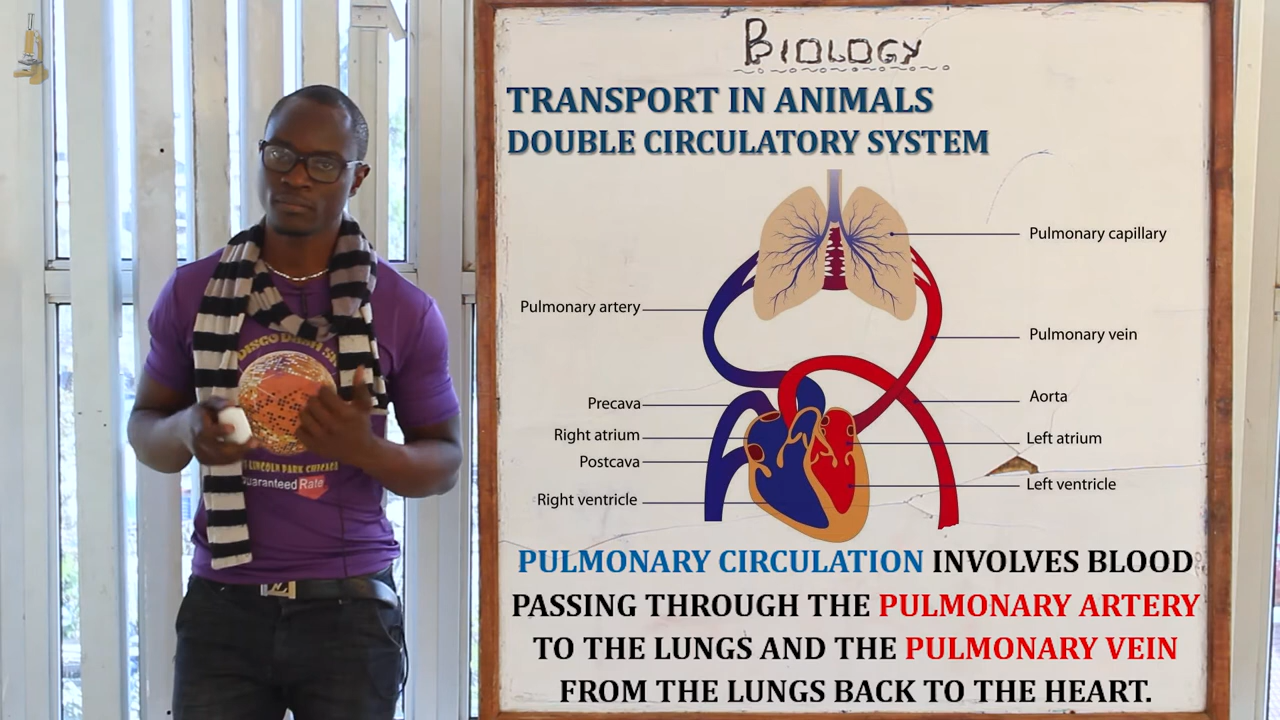 BIOLOGY
TRANSPORT IN ANIMALS
DOUBLE CIRCULATORY SYSTEM
Pulmonary capillary
Pulmonary artery
Pulmonary vein
Precava
Aorta
Right atrium
Left atrium
Postcava
Left ventricle
Right ventricle
PULMONARY CIRCULATION INVOLVES BLOOD
PASSING THROUGH THE PULMONARY ARTERY
TO THE LUNGS AND THE PULMONARY VEIN
FROM THE LUNGS BACK TO THE HEART.
DISCO
LINCOLN PARK CHICAG
uaranteed Rate